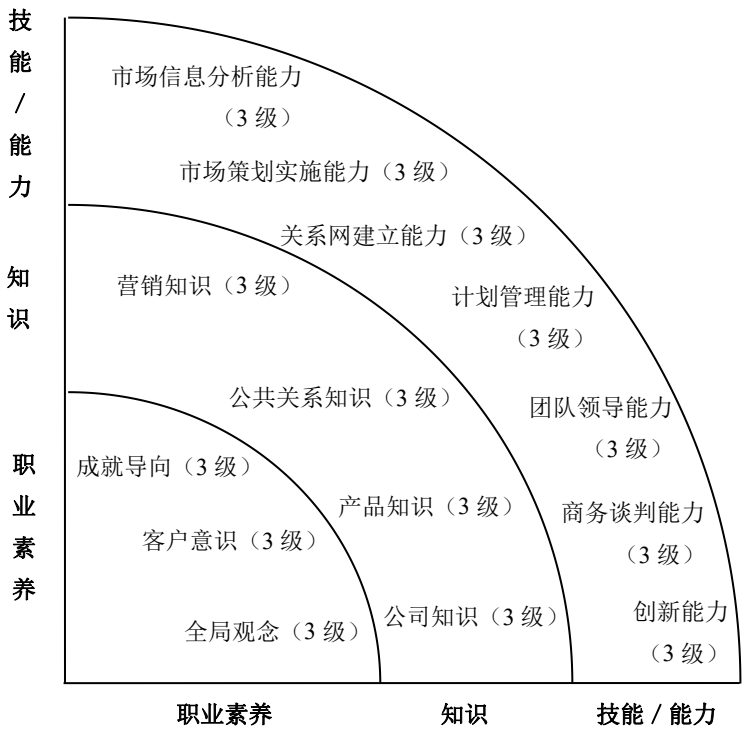 技能/能力
市场信息分析能力
（3 级）
市场策划实施能力（3 级）
关系网建立能力（3 级）
知识
营销知识（3 级）
计划管理能力
（3 级）
公共关系知识（3 级）
团队领导能力
（3 级）
职业素养
成就导向（3 级）
产品知识（3 级）
商务谈判能力
（3 级）
客户意识（3 级）
全局观念（3 级）
公司知识（3 级）
创新能力
（3 级）
职业素养
知识
技能 / 能力